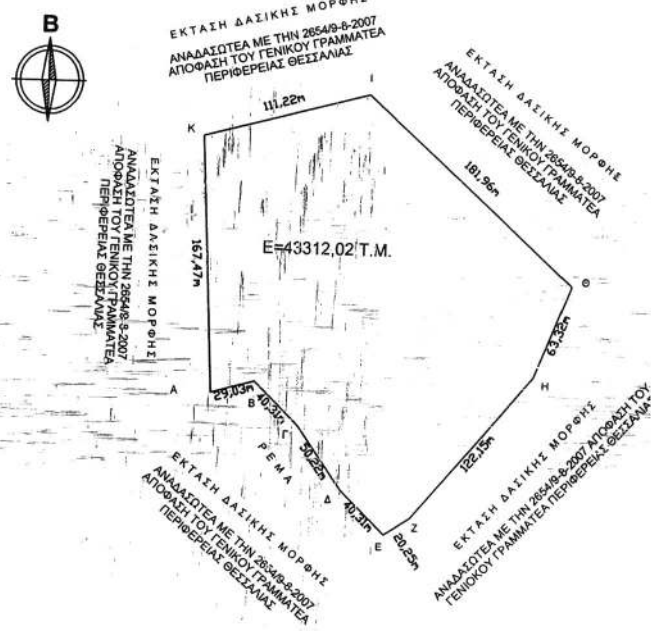 Β
ΕΚΤΑΣΗ ΔΑΣΙΚΗΣ ΜΟΡΦΗΣ
ΑΝΑΔΑΣΩΤΕΑ ΜΕ ΤΗΝ 2654/9-8-2007
ΑΠΟΦΑΣΗ ΤΟΥ ΓΕΝΙΚΟΥ ΓΡΑΜΜΑΤΕΑ
ΠΕΡΙΦΕΡΕΙΑΣ ΘΕΣΣΑΛΙΑΣ
ΕΚΤΑΣΗ ΔΑΣΙΚΗΣ ΜΟΡΦΗΣ
ΑΝΑΔΑΣΩΤΕΑ ΜΕ ΤΗΝ 2654/9-8-2007
ΑΠΟΦΑΣΗ ΤΟΥ ΓΕΝΙΚΟΥ ΓΡΑΜΜΑΤΕΑ
ΠΕΡΙΦΕΡΕΙΑΣ ΘΕΣΣΑΛΙΑΣ
Ι
111,22m
Κ
181,96m
ΕΚΤΑΣΗ ΔΑΣΙΚΗΣ ΜΟΡΦΗΣ
ΑΝΑΔΑΣΩΤΕΑ ΜΕ ΤΗΝ 2654/9-8-2007
ΑΠΟΦΑΣΗ ΤΟΥ ΓΕΝΙΚΟΥ ΓΡΑΜΜΑΤΕΑ
ΠΕΡΙΦΕΡΕΙΑΣ ΘΕΣΣΑΛΙΑΣ
167,47m
Ε=43312,02 Τ.Μ.
Θ
63,32m
Η
Α
29,03m
Β
40,31m
Γ
ΡΕΜΑ
50,22m
Δ
40,31m
Ε
20,25m
Ζ
122,15m
ΕΚΤΑΣΗ ΔΑΣΙΚΗΣ ΜΟΡΦΗΣ
ΑΝΑΔΑΣΩΤΕΑ ΜΕ ΤΗΝ 2654/9-8-2007
ΑΠΟΦΑΣΗ ΤΟΥ ΓΕΝΙΚΟΥ ΓΡΑΜΜΑΤΕΑ
ΠΕΡΙΦΕΡΕΙΑΣ ΘΕΣΣΑΛΙΑΣ
ΕΚΤΑΣΗ ΔΑΣΙΚΗΣ ΜΟΡΦΗΣ
ΑΝΑΔΑΣΩΤΕΑ ΜΕ ΤΗΝ 2654/9-8-2007 ΑΠΟΦΑΣΗ ΤΟΥ
ΓΕΝΙΟΚΟΥ ΓΡΑΜΜΑΤΕΑ ΠΕΡΙΦΕΡΕΙΑΣ ΘΕΣΣΑΛΙΑΣ